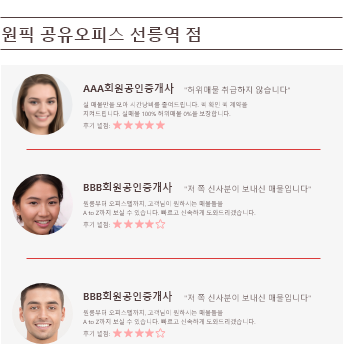 원픽 공유오피스 선릉역 점
AAA회원공인중개사 "허위매물 취급하지 않습니다"
실 매물만을 모아 시간낭비를 줄여드립니다. 꼭 확인 꼭 계약을
지켜드립니다. 실매물 100% 허위매물 0%를 보장합니다.
후기 별점: ★★★★★
BBB회원공인중개사 "저 쪽 신사분이 보내신 매물입니다"
원룸부터 오피스텔까지, 고객님이 원하시는 매물들을
A to Z까지 보실 수 있습니다. 빠르고 신속하게 도와드리겠습니다.
후기 별점: ★★★★☆
BBB회원공인중개사 "저 쪽 신사분이 보내신 매물입니다"
원룸부터 오피스텔까지, 고객님이 원하시는 매물들을
A to Z까지 보실 수 있습니다. 빠르고 신속하게 도와드리겠습니다.
후기 별점: ★★★★☆